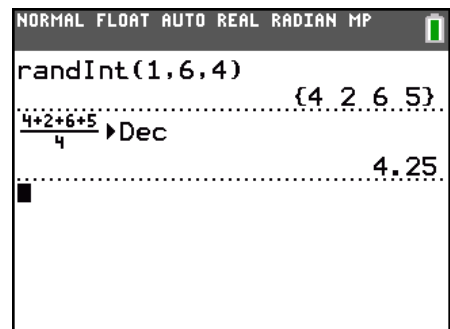 NORMAL FLOAT AUTO REAL RADIAN MP
randInt(1,6,4)
{4 2 6 5}
4+2+6+5
4 ▸Dec
4.25